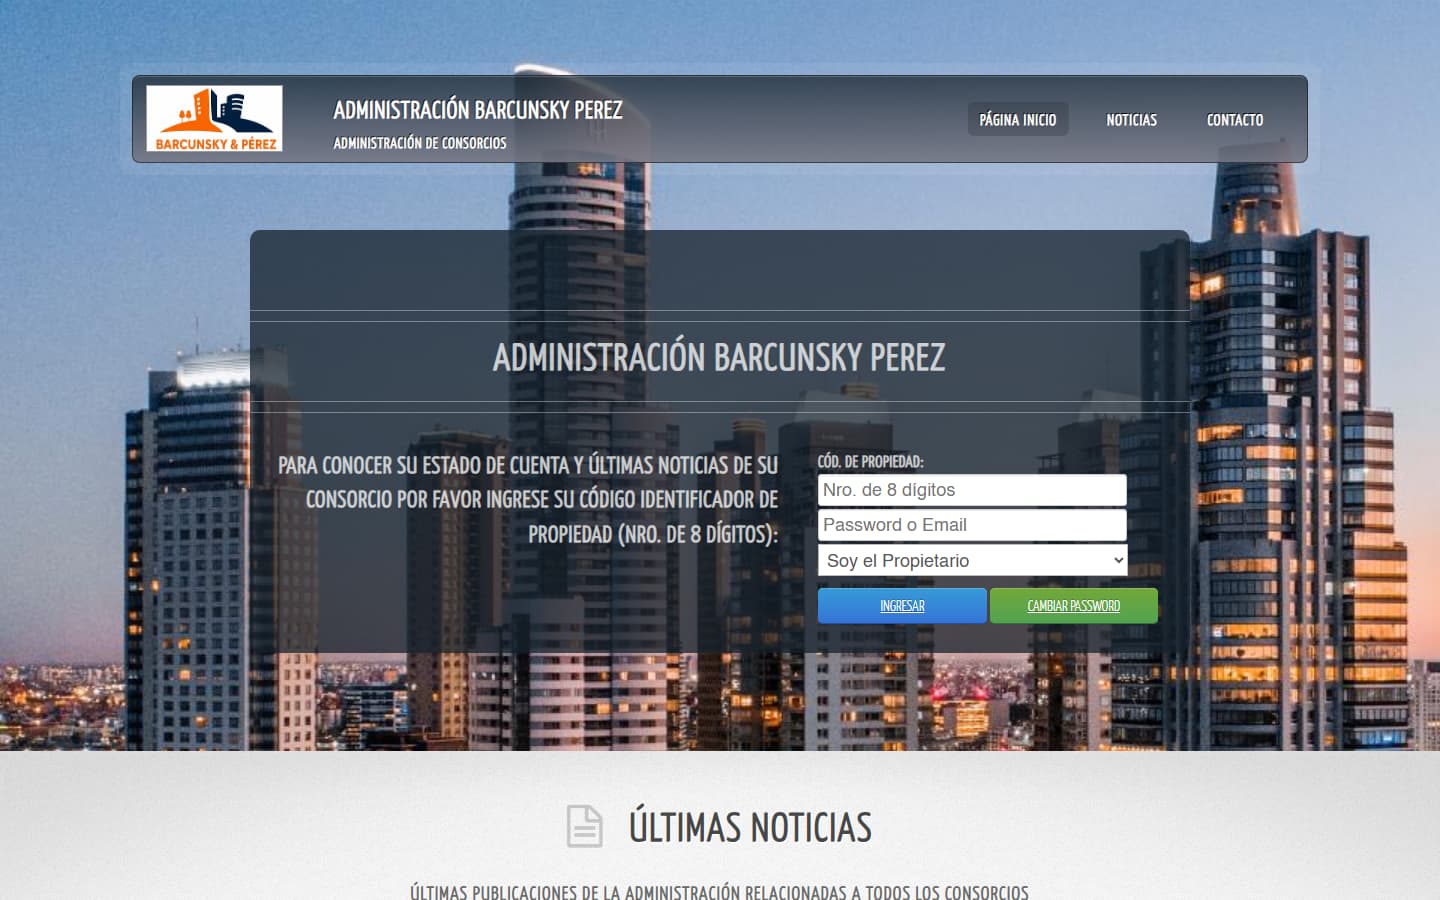 BARCUNSKY & PÉREZ
ADMINISTRACIÓN BARCUNSKY PEREZ
ADMINISTRACIÓN DE CONSORCIOS
PÁGINA INICIO
NOTICIAS
CONTACTO
ADMINISTRACIÓN BARCUNSKY PEREZ
PARA CONOCER SU ESTADO DE CUENTA Y ÚLTIMAS NOTICIAS DE SU
CONSORCIO POR FAVOR INGRESE SU CÓDIGO IDENTIFICADOR DE
PROPIEDAD (NRO. DE 8 DÍGITOS):
CÓD. DE PROPIEDAD:
Nro. de 8 dígitos
Password o Email
Soy el Propietario
INGRESAR
CAMBIAR PASSWORD
ÚLTIMAS NOTICIAS
ÚLTIMAS PUBLICACIONES DE LA ADMINISTRACIÓN RELACIONADAS A TODOS LOS CONSORCIOS